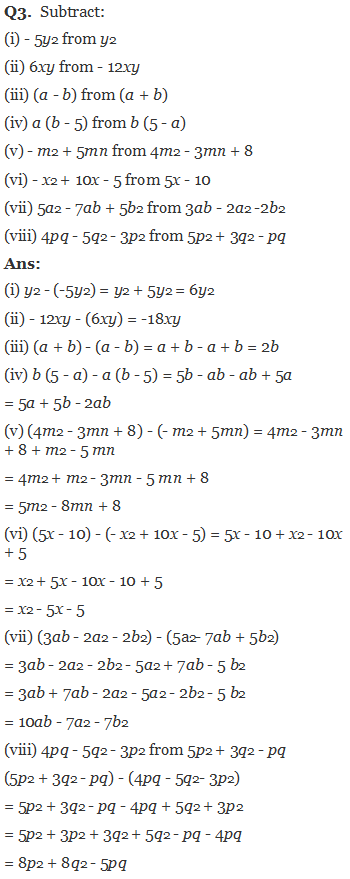 Q3. Subtract:
(i) - 5y2 from y2
(ii) 6xy from - 12xy
(iii) (a - b) from (a + b)
(iv) a (b - 5) from b (5 - a)
(v) - m2 + 5mn from 4m2 - 3mn + 8
(vi) - x2 + 10x - 5 from 5x - 10
(vii) 5a2 - 7ab + 5b2 from 3ab - 2a2 -2b2
(viii) 4pq - 5q2 - 3p2 from 5p2 + 3q2 - pq
Ans:
(i) y2 - (-5y2) = y2 + 5y2 = 6y2
(ii) - 12xy - (6xy) = -18xy
(iii) (a + b) - (a - b) = a + b - a + b = 2b
(iv) b (5 - a) - a (b - 5) = 5b - ab - ab + 5a
= 5a + 5b - 2ab
(v) (4m2 - 3mn + 8) - (- m2 + 5mn) = 4m2 - 3mn
+ 8 + m2 - 5 mn
= 4m2 + m2 - 3mn - 5 mn + 8
= 5m2 - 8mn + 8
(vi) (5x - 10) - (- x2 + 10x - 5) = 5x - 10 + x2 - 10x
+ 5
= x2 + 5x - 10x - 10 + 5
= x2 - 5x - 5
(vii) (3ab - 2a2 - 2b2) - (5a2- 7ab + 5b2)
= 3ab - 2a2 - 2b2 - 5a2 + 7ab - 5 b2
= 3ab + 7ab - 2a2 - 5a2 - 2b2 - 5 b2
= 10ab - 7a2 - 7b2
(viii) 4pq - 5q2 - 3p2 from 5p2 + 3q2 - pq
(5p2 + 3q2 - pq) - (4pq - 5q2- 3p2)
= 5p2 + 3q2 - pq - 4pq + 5q2 + 3p2
= 5p2 + 3p2 + 3q2 + 5q2 - pq - 4pq
= 8p2 + 8q2 - 5pq